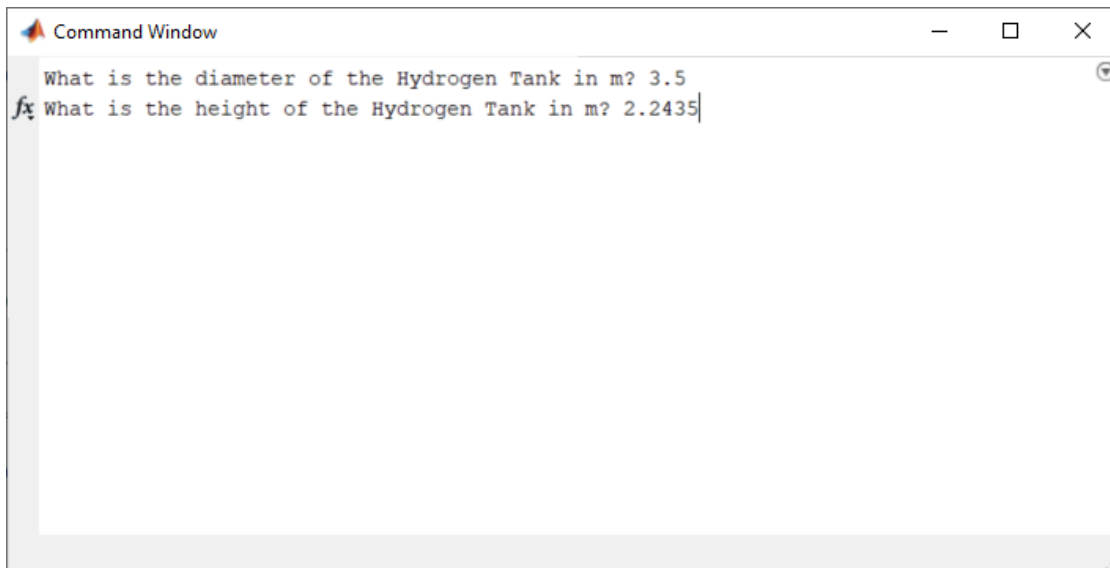 Command Window
What is the diameter of the Hydrogen Tank in m? 3.5
fx What is the height of the Hydrogen Tank in m? 2.2435